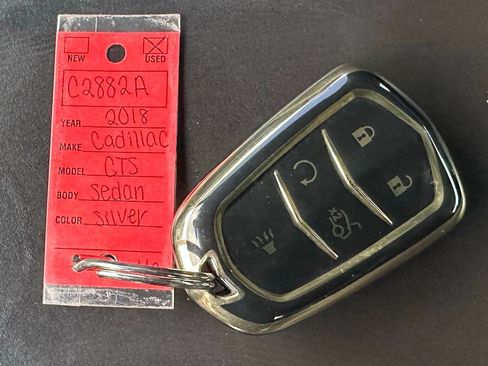 NEW USED
C2882A
YEAR 2018
MAKE Cadillac
MODEL CTS
BODY sedan
COLOR silver